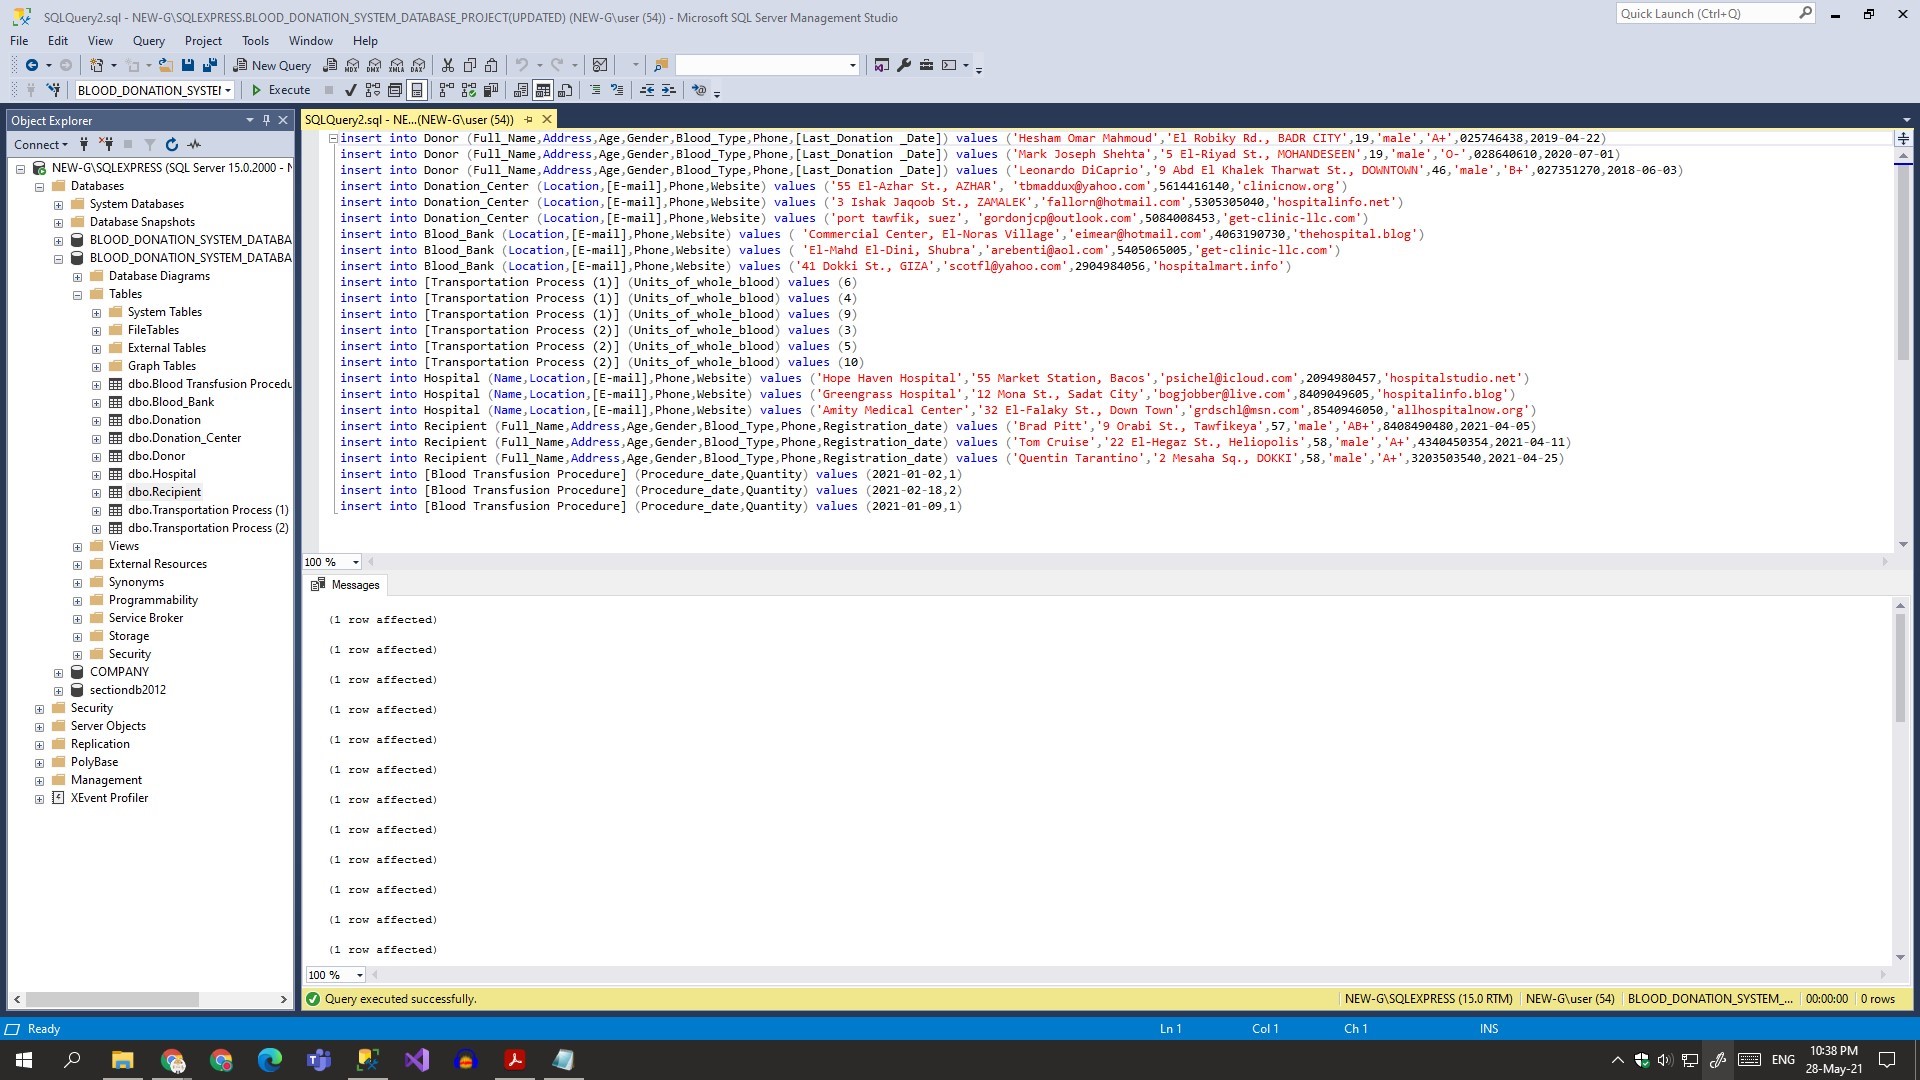 SQLQuery2.sql - NEW-G\SQLEXPRESS.BLOOD_DONATION_SYSTEM_DATABASE_PROJECT(UPDATED) (NEW-G\user (54)) - Microsoft SQL Server Management Studio
Quick Launch (Ctrl+Q)
File Edit View Query Project Tools Window Help
New Query
MDX DMX XMLA DAX
BLOOD_DONATION_SYSTEM
Execute
Object Explorer
SQLQuery2.sql - NE...(NEW-G\user (54))
Connect
NEW-G\SQLEXPRESS (SQL Server 15.0.2000 - N
Databases
System Databases
Database Snapshots
BLOOD_DONATION_SYSTEM_DATABA
BLOOD_DONATION_SYSTEM_DATABA
Database Diagrams
Tables
System Tables
FileTables
External Tables
Graph Tables
dbo.Blood Transfusion Procedu
dbo.Blood_Bank
dbo.Donation
dbo.Donation_Center
dbo.Donor
dbo.Hospital
dbo.Recipient
dbo.Transportation Process (1)
dbo.Transportation Process (2)
Views
External Resources
Synonyms
Programmability
Service Broker
Storage
Security
COMPANY
sectiondb2012
Security
Server Objects
Replication
PolyBase
Management
XEvent Profiler
insert into Donor (Full_Name,Address,Age,Gender,Blood_Type,Phone,[Last_Donation _Date]) values ('Hesham Omar Mahmoud','El Robiky Rd., BADR CITY',19,'male','A+',025746438,2019-04-22)
insert into Donor (Full_Name,Address,Age,Gender,Blood_Type,Phone,[Last_Donation _Date]) values ('Mark Joseph Shehta','5 El-Riyad St., MOHANDESEEN',19,'male','O-',028640610,2020-07-01)
insert into Donor (Full_Name,Address,Age,Gender,Blood_Type,Phone,[Last_Donation _Date]) values ('Leonardo DiCaprio','9 Abd El Khalek Tharwat St., DOWNTOWN',46,'male','B+',027351270,2018-06-03)
insert into Donation_Center (Location,[E-mail],Phone,Website) values ('55 El-Azhar St., AZHAR', 'tbmaddux@yahoo.com',5614416140,'clinicnow.org')
insert into Donation_Center (Location,[E-mail],Phone,Website) values ('3 Ishak Jaqoob St., ZAMALEK','fallorn@hotmail.com',5305305040,'hospitalinfo.net')
insert into Donation_Center (Location,[E-mail],Phone,Website) values ('port tawfik, suez', 'gordonjcp@outlook.com',5084008453,'get-clinic-llc.com')
insert into Blood_Bank (Location,[E-mail],Phone,Website) values ( 'Commercial Center, El-Noras Village','eimear@hotmail.com',4063190730,'thehospital.blog')
insert into Blood_Bank (Location,[E-mail],Phone,Website) values ( 'El-Mahd El-Dini, Shubra','arebenti@aol.com',5405065005,'get-clinic-llc.com')
insert into Blood_Bank (Location,[E-mail],Phone,Website) values ('41 Dokki St., GIZA','scotfl@yahoo.com',2904984056,'hospitalmart.info')
insert into [Transportation Process (1)] (Units_of_whole_blood) values (6)
insert into [Transportation Process (1)] (Units_of_whole_blood) values (4)
insert into [Transportation Process (1)] (Units_of_whole_blood) values (9)
insert into [Transportation Process (2)] (Units_of_whole_blood) values (3)
insert into [Transportation Process (2)] (Units_of_whole_blood) values (5)
insert into [Transportation Process (2)] (Units_of_whole_blood) values (10)
insert into Hospital (Name,Location,[E-mail],Phone,Website) values ('Hope Haven Hospital','55 Market Station, Bacos','psichel@icloud.com',2094980457,'hospitalstudio.net')
insert into Hospital (Name,Location,[E-mail],Phone,Website) values ('Greengrass Hospital','12 Mona St., Sadat City','bogjobber@live.com',8409049605,'hospitalinfo.blog')
insert into Hospital (Name,Location,[E-mail],Phone,Website) values ('Amity Medical Center','32 El-Falaky St., Down Town','grdschl@msn.com',8540946050,'allhospitalnow.org')
insert into Recipient (Full_Name,Address,Age,Gender,Blood_Type,Phone,Registration_date) values ('Brad Pitt','9 Orabi St., Tawfikeya',57,'male','AB+',8408490480,2021-04-05)
insert into Recipient (Full_Name,Address,Age,Gender,Blood_Type,Phone,Registration_date) values ('Tom Cruise','22 El-Hegaz St., Heliopolis',58,'male','A+',4340450354,2021-04-11)
insert into Recipient (Full_Name,Address,Age,Gender,Blood_Type,Phone,Registration_date) values ('Quentin Tarantino','2 Mesaha Sq., DOKKI',58,'male','A+',3203503540,2021-04-25)
insert into [Blood Transfusion Procedure] (Procedure_date,Quantity) values (2021-01-02,1)
insert into [Blood Transfusion Procedure] (Procedure_date,Quantity) values (2021-02-18,2)
insert into [Blood Transfusion Procedure] (Procedure_date,Quantity) values (2021-01-09,1)
100 %
Messages
(1 row affected)
(1 row affected)
(1 row affected)
(1 row affected)
(1 row affected)
(1 row affected)
(1 row affected)
(1 row affected)
(1 row affected)
(1 row affected)
(1 row affected)
(1 row affected)
100 %
Query executed successfully.
NEW-G\SQLEXPRESS (15.0 RTM) NEW-G\user (54) BLOOD_DONATION_SYSTEM_... 00:00:00 0 rows
Ready
Ln 1 Col 1 Ch 1 INS
ENG
10:38 PM
28-May-21